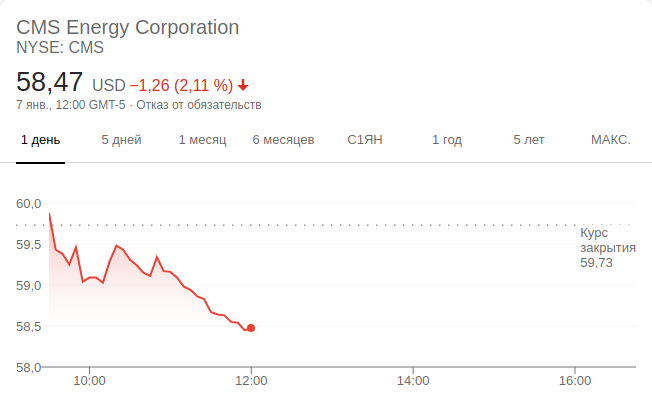 CMS Energy Corporation
NYSE: CMS
58,47 USD −1,26 (2,11 %)
7 янв., 12:00 GMT-5 · Отказ от обязательств
1 день 5 дней 1 месяц 6 месяцев С1ЯН 1 год 5 лет МАКС.
60,0
Курс
59,5
закрытия
59,73
59,0
58,5
58,0
10:00 12:00 14:00 16:00